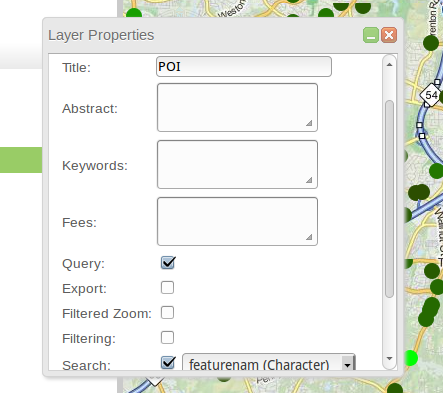 Weston
Layer Properties
Title: POI
Abstract:
Keywords:
54
Fees:
Query:
Export:
Filtered Zoom:
Filtering:
Search: featurenam (Character)